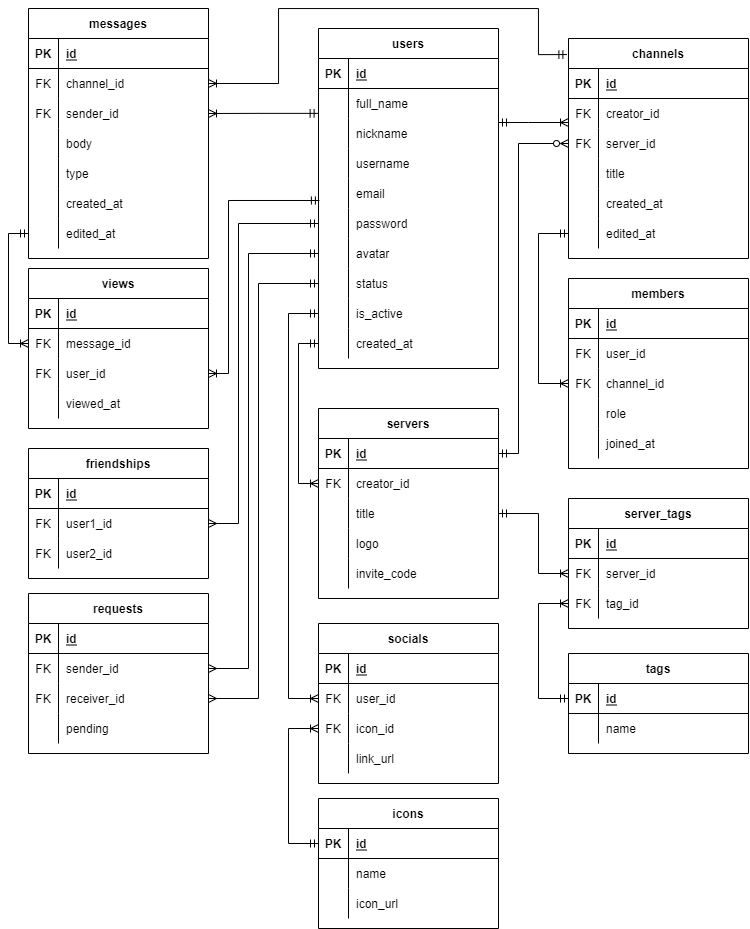 messages
PK id
FK channel_id
FK sender_id
body
type
created_at
edited_at
views
PK id
FK message_id
FK user_id
viewed_at
friendships
PK id
FK user1_id
FK user2_id
requests
PK id
FK sender_id
FK receiver_id
pending
users
PK id
full_name
nickname
username
email
password
avatar
status
is_active
created_at
servers
PK id
FK creator_id
title
logo
invite_code
socials
PK id
FK user_id
FK icon_id
link_url
icons
PK id
name
icon_url
channels
PK id
FK creator_id
FK server_id
title
created_at
edited_at
members
PK id
FK user_id
FK channel_id
role
joined_at
server_tags
PK id
FK server_id
FK tag_id
tags
PK id
name